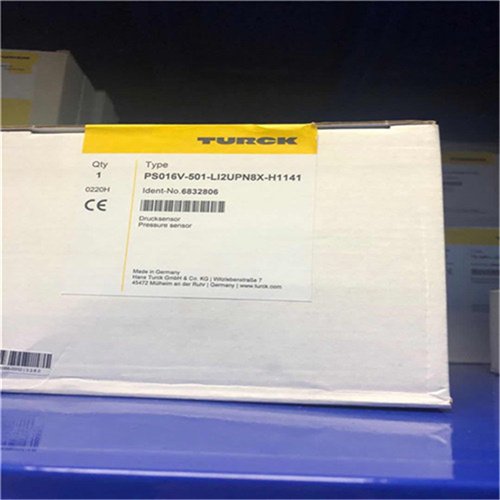 TURCK
Qty
1
0220H
CE
Type
PS016V-501-LI2UPN8X-H1141
Ident-No.6832806
Drucksensor
Pressure sensor
Made in Germany
Hans Turck GmbH & Co. KG | Witzlebenstraße 7
45472 Mülheim an der Ruhr | Germany | www.turck.com